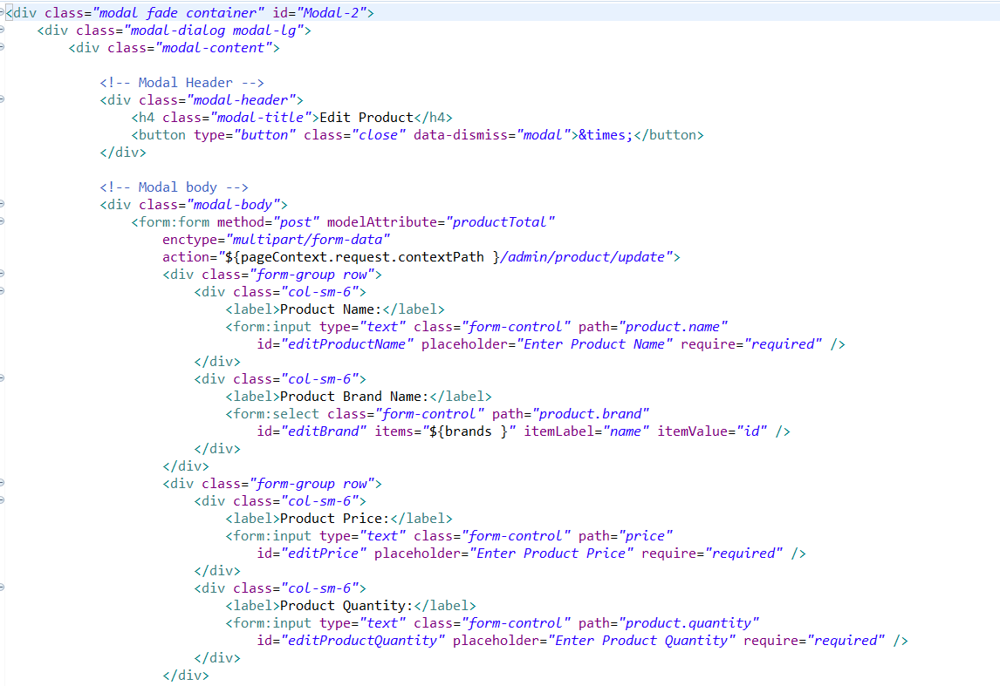 <div class="modal fade container" id="Modal-2">
<div class="modal-dialog modal-lg">
<div class="modal-content">
<!-- Modal Header -->
<div class="modal-header">
<h4 class="modal-title">Edit Product</h4>
<button type="button" class="close" data-dismiss="modal">&times;</button>
</div>
<!-- Modal body -->
<div class="modal-body">
<form:form method="post" modelAttribute="productTotal"
enctype="multipart/form-data"
action="${pageContext.request.contextPath }/admin/product/update">
<div class="form-group row">
<div class="col-sm-6">
<label>Product Name:</label>
<form:input type="text" class="form-control" path="product.name"
id="editProductName" placeholder="Enter Product Name" require="required" />
</div>
<div class="col-sm-6">
<label>Product Brand Name:</label>
<form:select class="form-control" path="product.brand"
id="editBrand" items="${brands }" itemLabel="name" itemValue="id" />
</div>
</div>
<div class="form-group row">
<div class="col-sm-6">
<label>Product Price:</label>
<form:input type="text" class="form-control" path="price"
id="editPrice" placeholder="Enter Product Price" require="required" />
</div>
<div class="col-sm-6">
<label>Product Quantity:</label>
<form:input type="text" class="form-control" path="product.quantity"
id="editProductQuantity" placeholder="Enter Product Quantity" require="required" />
</div>
</div>